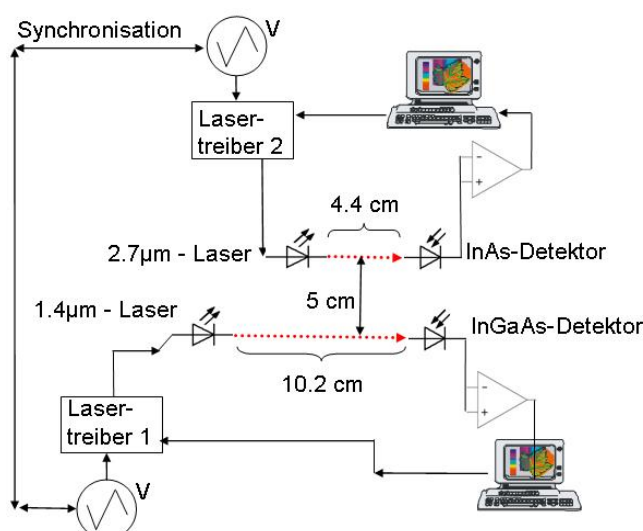 Synchronisation
V
Laser-
treiber 2
4.4 cm
2.7µm - Laser
InAs-Detektor
5 cm
1.4µm - Laser
InGaAs-Detektor
10.2 cm
Laser-
treiber 1
V